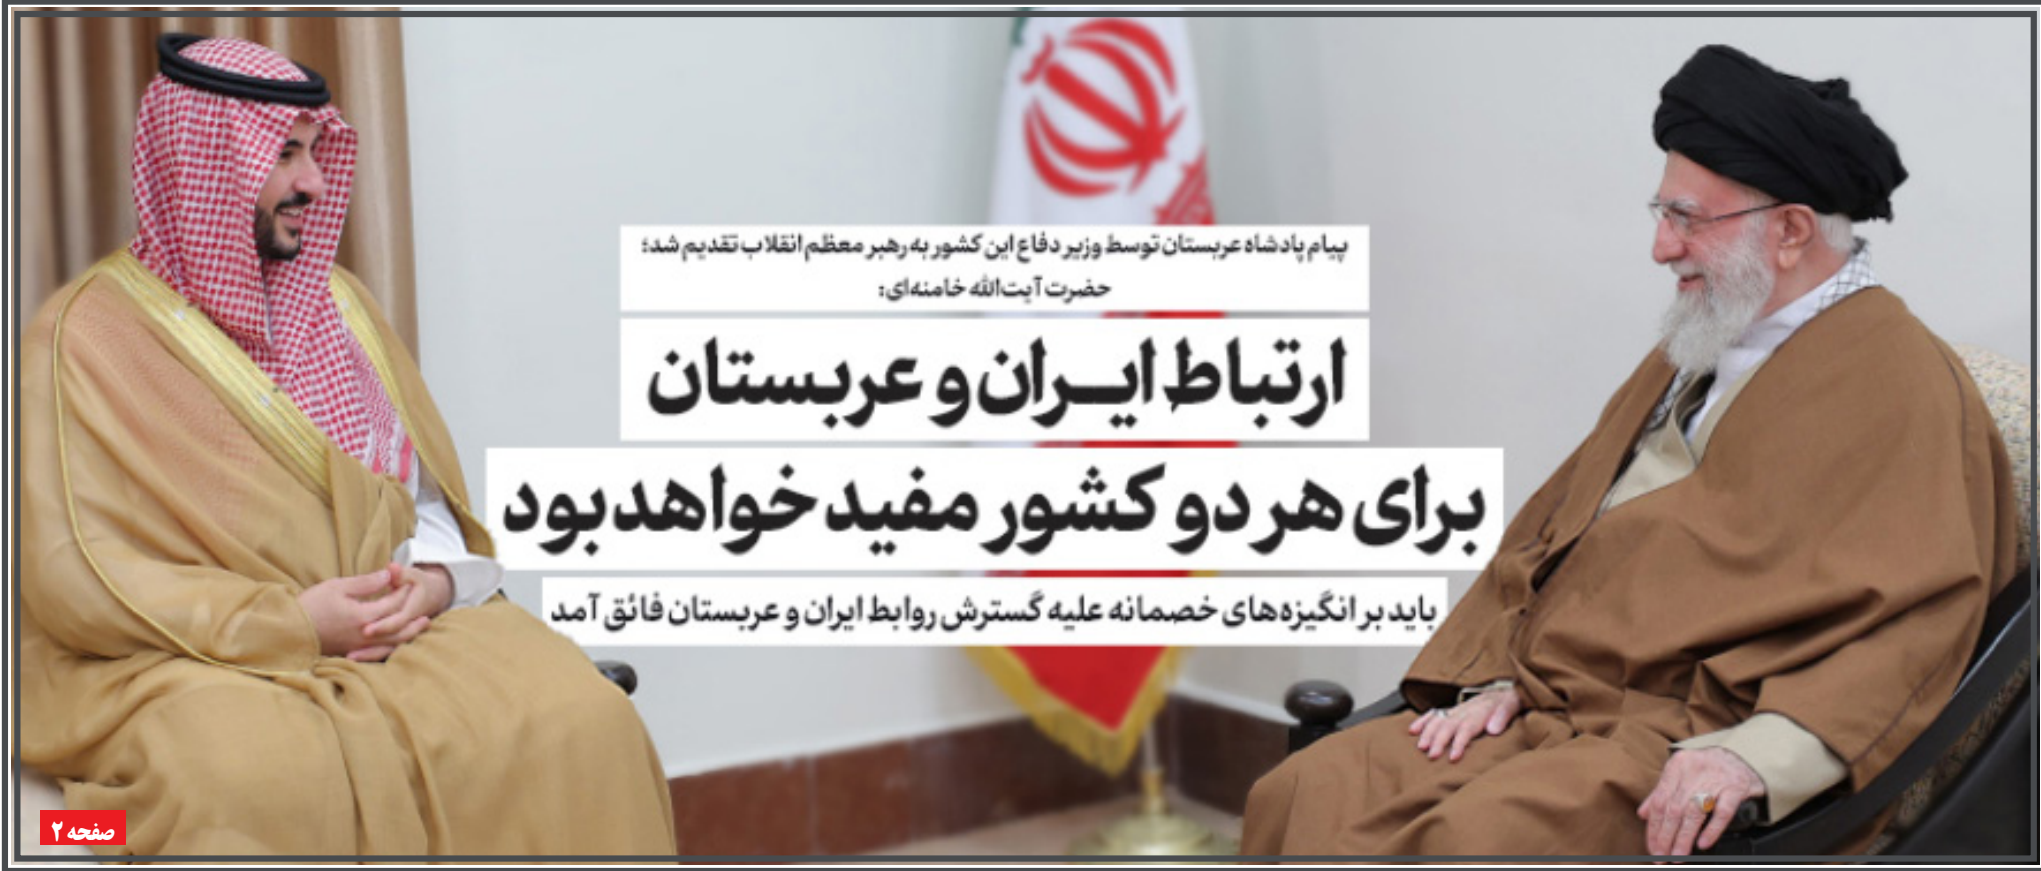 پیام پادشاه عربستان توسط وزیر دفاع این کشور به رهبر معظم انقلاب تقدیم شد؛
حضرت آیت‌الله خامنه‌ای:
ارتباط ایــران و عربستان
برای هر دو کشور مفید خواهد بود
باید بر انگیزه‌های خصمانه علیه گسترش روابط ایران و عربستان فائق آمد
صفحه ۲